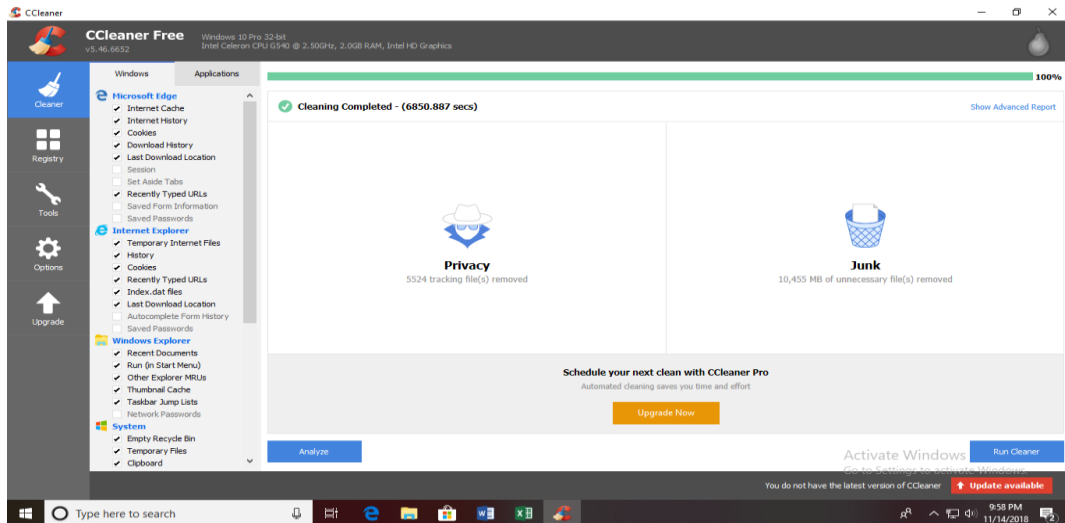 CCleaner
CCleaner Free
v5.46.6652
Windows 10 Pro 32-bit
Intel Celeron CPU G540 @ 2.50GHz, 2.0GB RAM, Intel HD Graphics
Cleaner
Registry
Tools
Options
Upgrade
Windows
Applications
Microsoft Edge
Internet Cache
Internet History
Cookies
Download History
Last Download Location
Session
Set Aside Tabs
Recently Typed URLs
Saved Form Information
Saved Passwords
Internet Explorer
Temporary Internet Files
History
Cookies
Recently Typed URLs
Index.dat files
Last Download Location
Autocomplete Form History
Saved Passwords
Windows Explorer
Recent Documents
Run (in Start Menu)
Other Explorer MRUs
Thumbnail Cache
Taskbar Jump Lists
Network Passwords
System
Empty Recycle Bin
Temporary Files
Clipboard
100%
Cleaning Completed - (6850.887 secs)
Show Advanced Report
Privacy
5524 tracking file(s) removed
Junk
10,455 MB of unnecessary file(s) removed
Schedule your next clean with CCleaner Pro
Automated cleaning saves you time and effort
Upgrade Now
Analyze
Run Cleaner
Activate Windows
Go to Settings to activate Windows.
You do not have the latest version of CCleaner
Update available
Type here to search
9:58 PM
11/14/2018
2